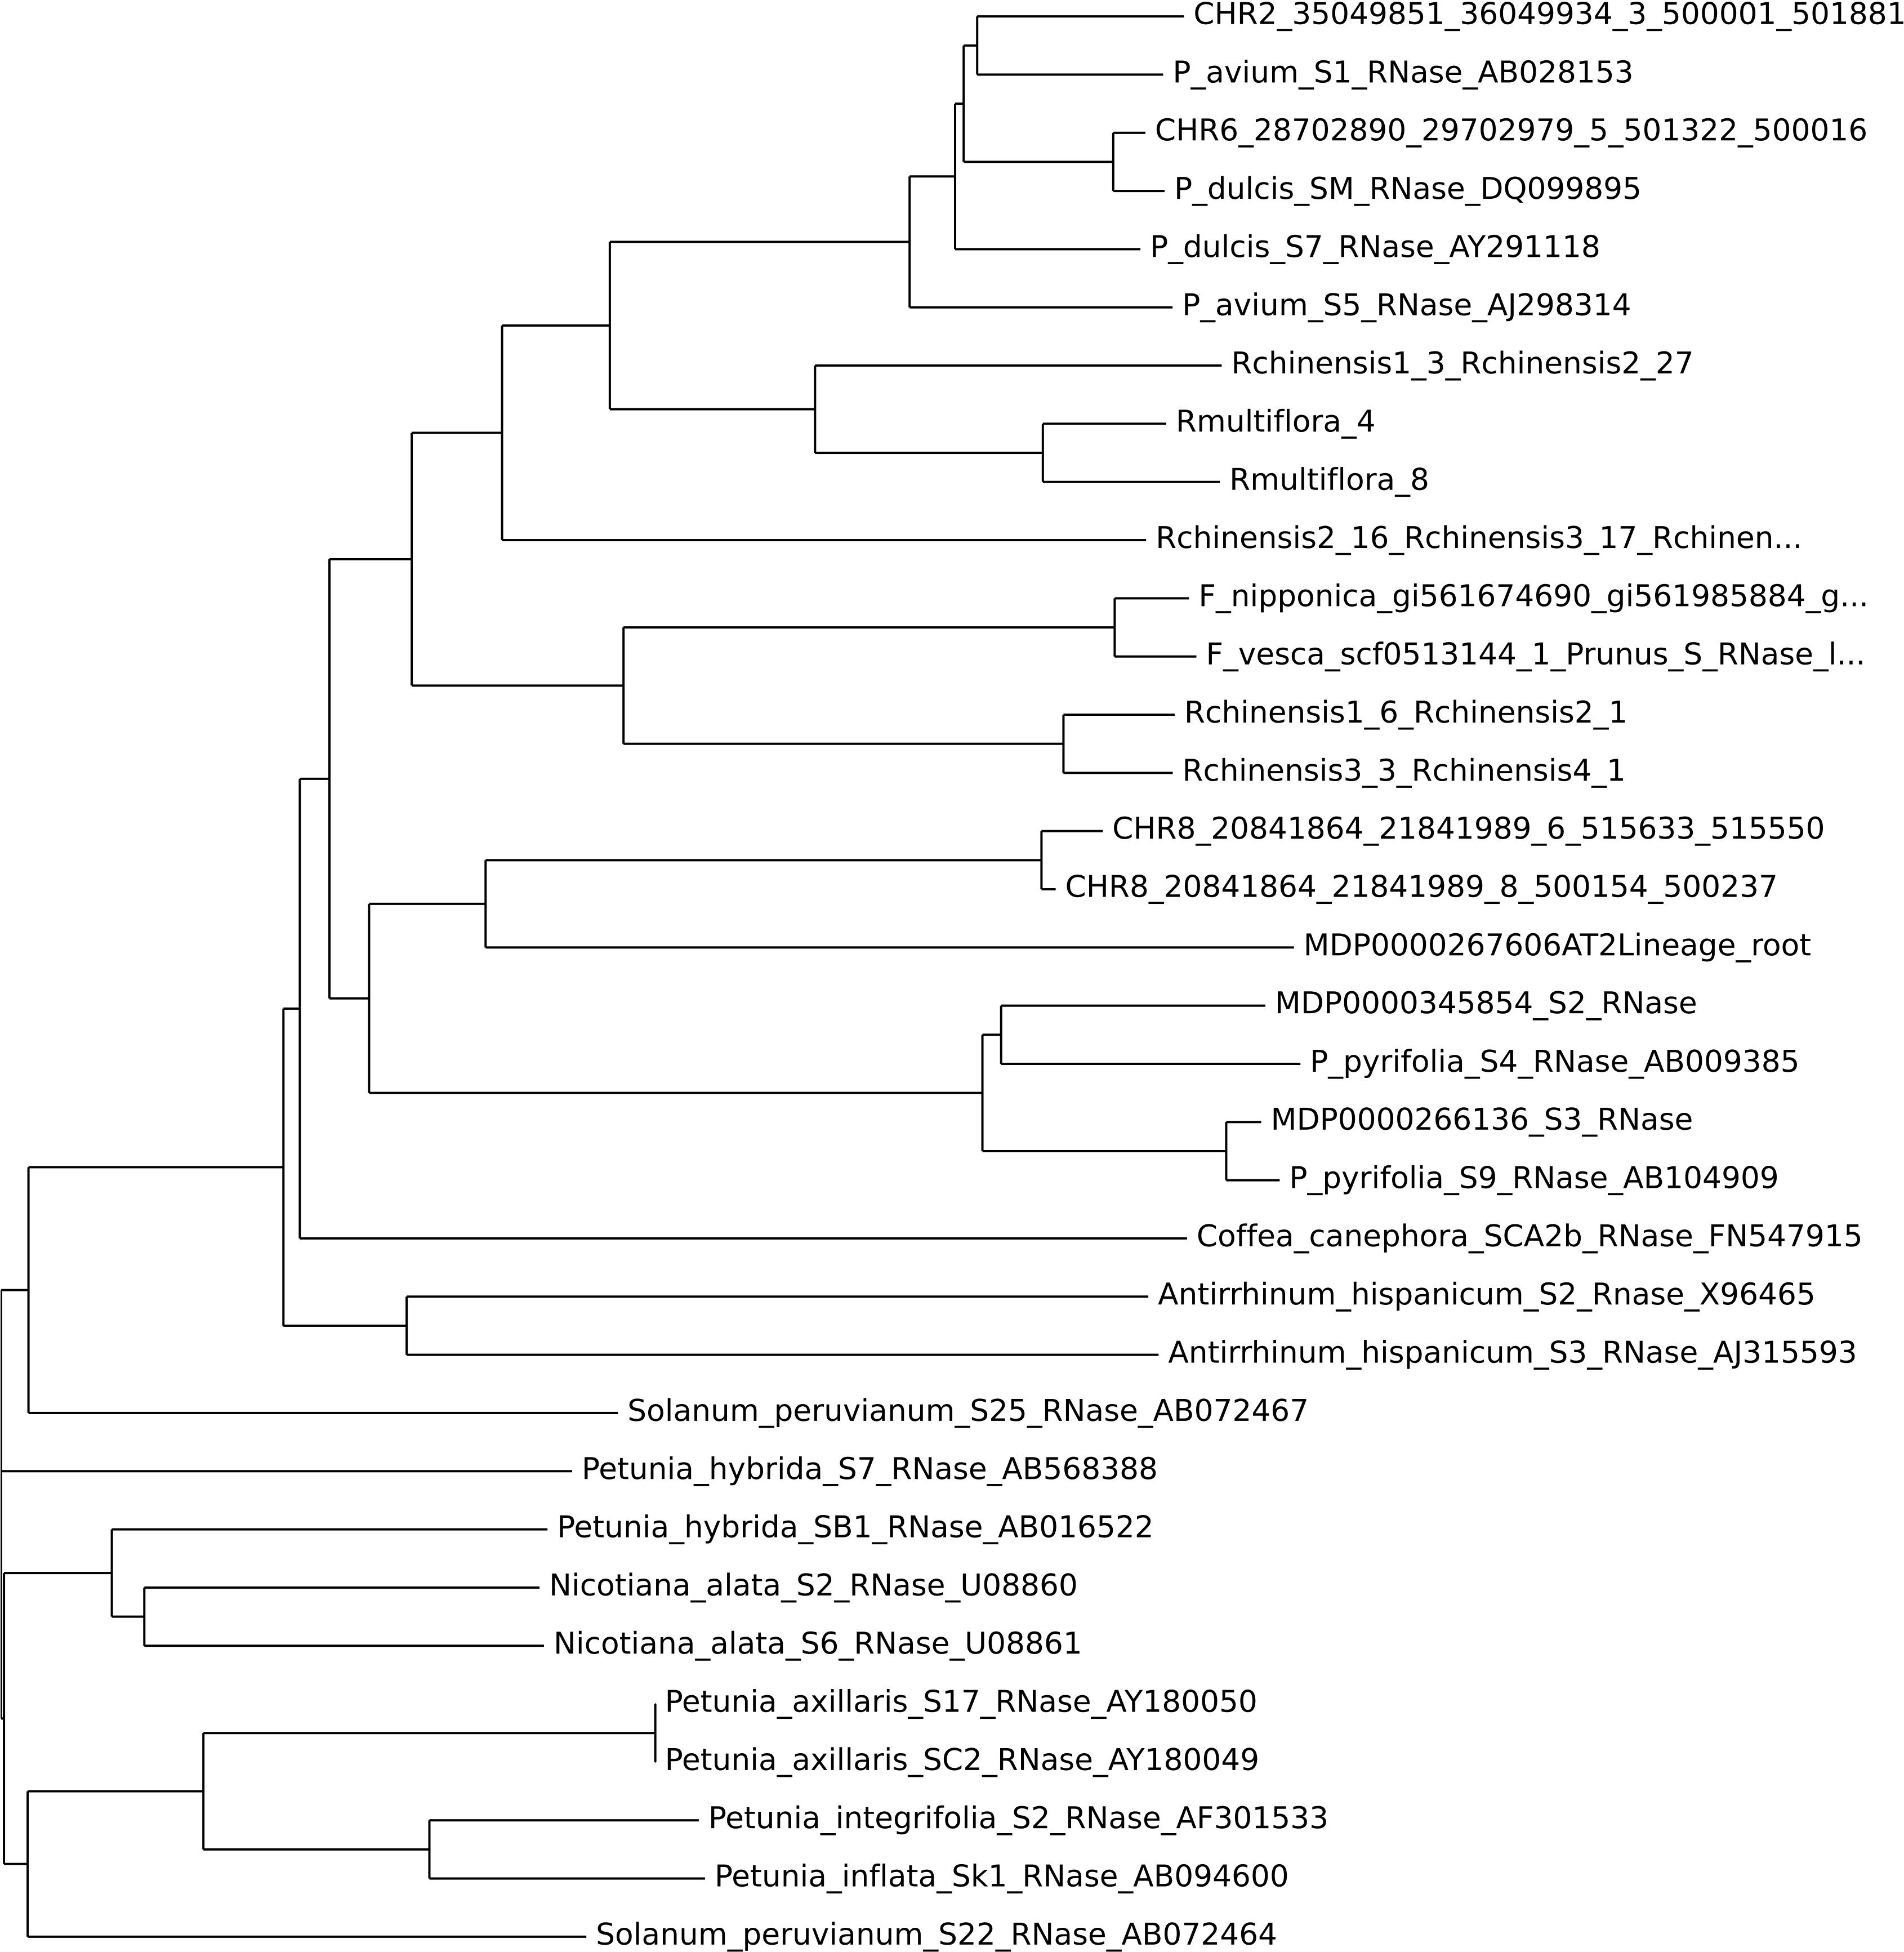 CHR2_35049851_36049934_3_500001_501881
P_avium_S1_RNase_AB028153
CHR6_28702890_29702979_5_501322_500016
P_dulcis_SM_RNase_DQ099895
P_dulcis_S7_RNase_AY291118
P_avium_S5_RNase_AJ298314
Rchinensis1_3_Rchinensis2_27
Rmultiflora_4
Rmultiflora_8
Rchinensis2_16_Rchinensis3_17_Rchinen...
F_nipponica_gi561674690_gi561985884_g...
F_vesca_scf0513144_1_Prunus_S_RNase_l...
Rchinensis1_6_Rchinensis2_1
Rchinensis3_3_Rchinensis4_1
CHR8_20841864_21841989_6_515633_515550
CHR8_20841864_21841989_8_500154_500237
MDP0000267606AT2Lineage_root
MDP0000345854_S2_RNase
P_pyrifolia_S4_RNase_AB009385
MDP0000266136_S3_RNase
P_pyrifolia_S9_RNase_AB104909
Coffea_canephora_SCA2b_RNase_FN547915
Antirrhinum_hispanicum_S2_Rnase_X96465
Antirrhinum_hispanicum_S3_RNase_AJ315593
Solanum_peruvianum_S25_RNase_AB072467
Petunia_hybrida_S7_RNase_AB568388
Petunia_hybrida_SB1_RNase_AB016522
Nicotiana_alata_S2_RNase_U08860
Nicotiana_alata_S6_RNase_U08861
Petunia_axillaris_S17_RNase_AY180050
Petunia_axillaris_SC2_RNase_AY180049
Petunia_integrifolia_S2_RNase_AF301533
Petunia_inflata_Sk1_RNase_AB094600
Solanum_peruvianum_S22_RNase_AB072464